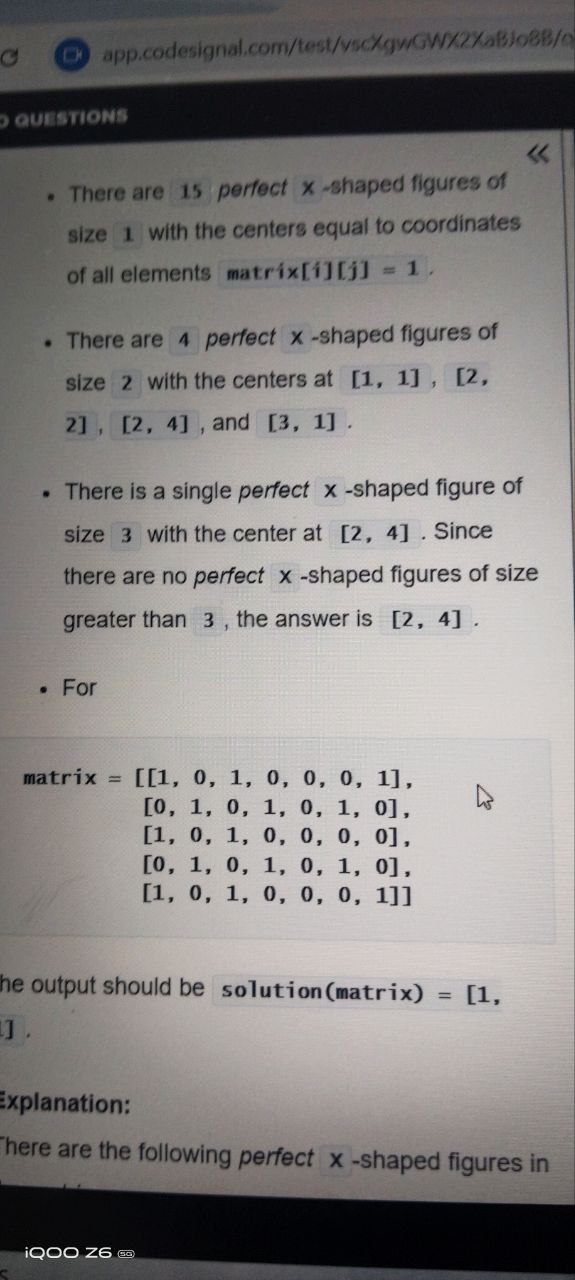 app.codesignal.com/test/vscXgwGWX2XaBJo8B/q
O QUESTIONS
«
• There are 15 perfect X -shaped figures of
size 1 with the centers equal to coordinates
of all elements matrix[i][j] = 1 .
• There are 4 perfect X -shaped figures of
size 2 with the centers at [1, 1] , [2,
2] , [2, 4] , and [3, 1] .
• There is a single perfect X -shaped figure of
size 3 with the center at [2, 4] . Since
there are no perfect X -shaped figures of size
greater than 3 , the answer is [2, 4] .
• For
matrix = [[1, 0, 1, 0, 0, 0, 1],
[0, 1, 0, 1, 0, 1, 0],
[1, 0, 1, 0, 0, 0, 0],
[0, 1, 0, 1, 0, 1, 0],
[1, 0, 1, 0, 0, 0, 1]]
he output should be solution(matrix) = [1,
1] .
Explanation:
There are the following perfect X -shaped figures in
iQOO Z6 5G